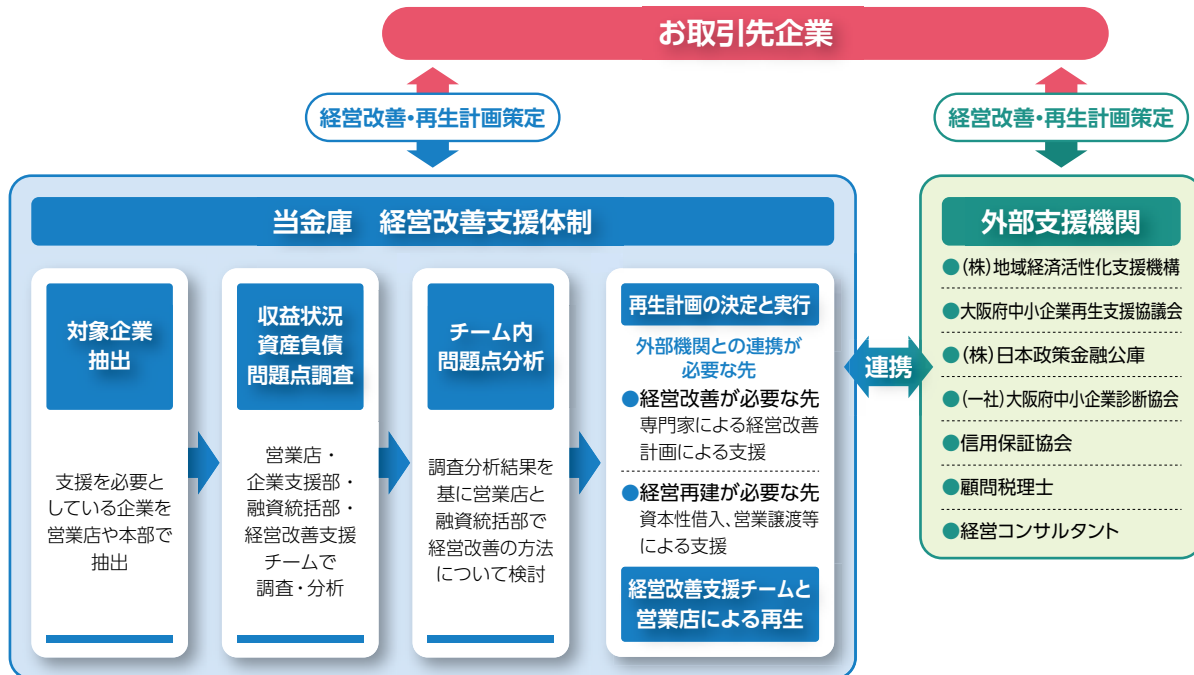 お取引先企業
経営改善・再生計画策定
経営改善・再生計画策定
当金庫　経営改善支援体制
対象企業
抽出
支援を必要と
している企業を
営業店や本部で
抽出
収益状況
資産負債
問題点調査
営業店・
企業支援部・
融資統括部・
経営改善支援
チームで
調査・分析
チーム内
問題点分析
調査分析結果を
基に営業店と
融資統括部で
経営改善の方法
について検討
再生計画の決定と実行
外部機関との連携が
必要な先
●経営改善が必要な先
専門家による経営改善
計画による支援
●経営再建が必要な先
資本性借入、営業譲渡等
による支援
経営改善支援チームと
営業店による再生
連携
外部支援機関
●(株)地域経済活性化支援機構
●大阪府中小企業再生支援協議会
●(株)日本政策金融公庫
●(一社)大阪府中小企業診断協会
●信用保証協会
●顧問税理士
●経営コンサルタント